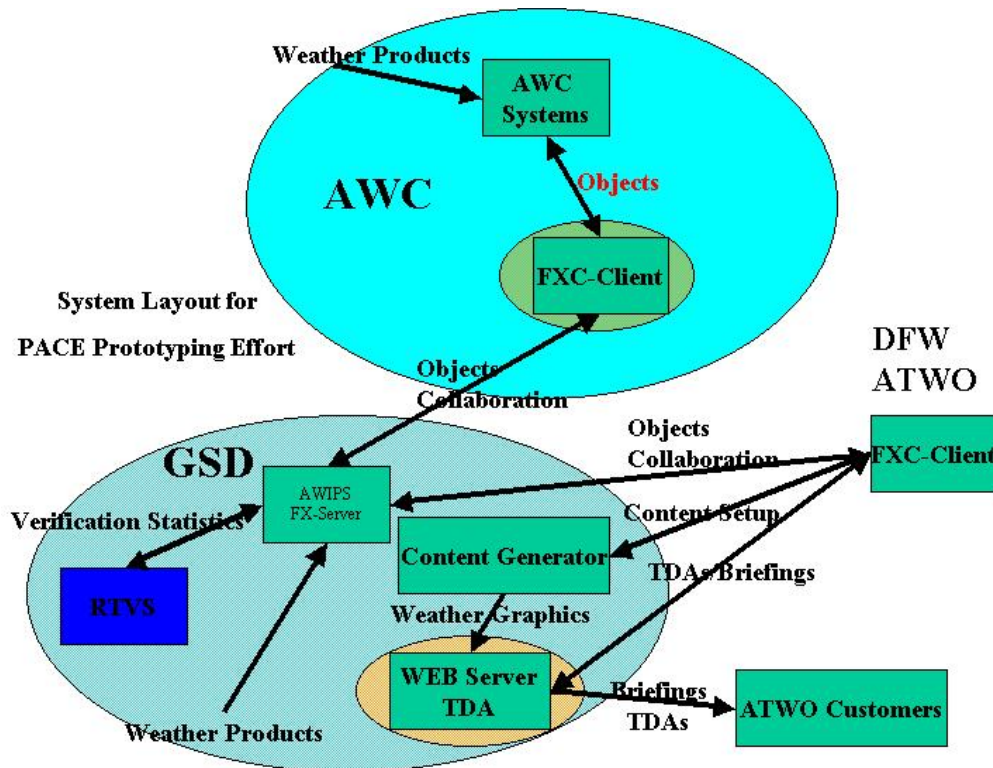 Weather Products
AWC
Systems
Objects
AWC
FXC-Client
System Layout for
PACE Prototyping Effort
Objects
Collaboration
DFW
ATWO
GSD
Objects
Collaboration
FXC-Client
AWIPS
FX-Server
Verification Statistics
Content Setup
Content Generator
TDAs/Briefings
RTVS
Weather Graphics
WEB Server
TDA
Briefings
TDAs
ATWO Customers
Weather Products